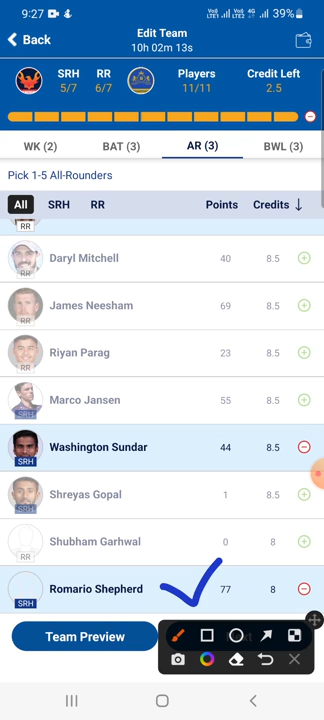 9:27 39%
Edit Team
Back
10h 02m 13s
SRH RR Players Credit Left
5/7 6/7 11/11 2.5
WK (2) BAT (3) AR (3) BWL (3)
Pick 1-5 All-Rounders
All SRH RR Points Credits ↓
RR
Daryl Mitchell 40 8.5
RR
James Neesham 69 8.5
RR
Riyan Parag 23 8.5
RR
Marco Jansen 55 8.5
SRH
Washington Sundar 44 8.5
SRH
Shreyas Gopal 1 8.5
SRH
Shubham Garhwal 0 8
RR
Romario Shepherd 77 8
SRH
Team Preview